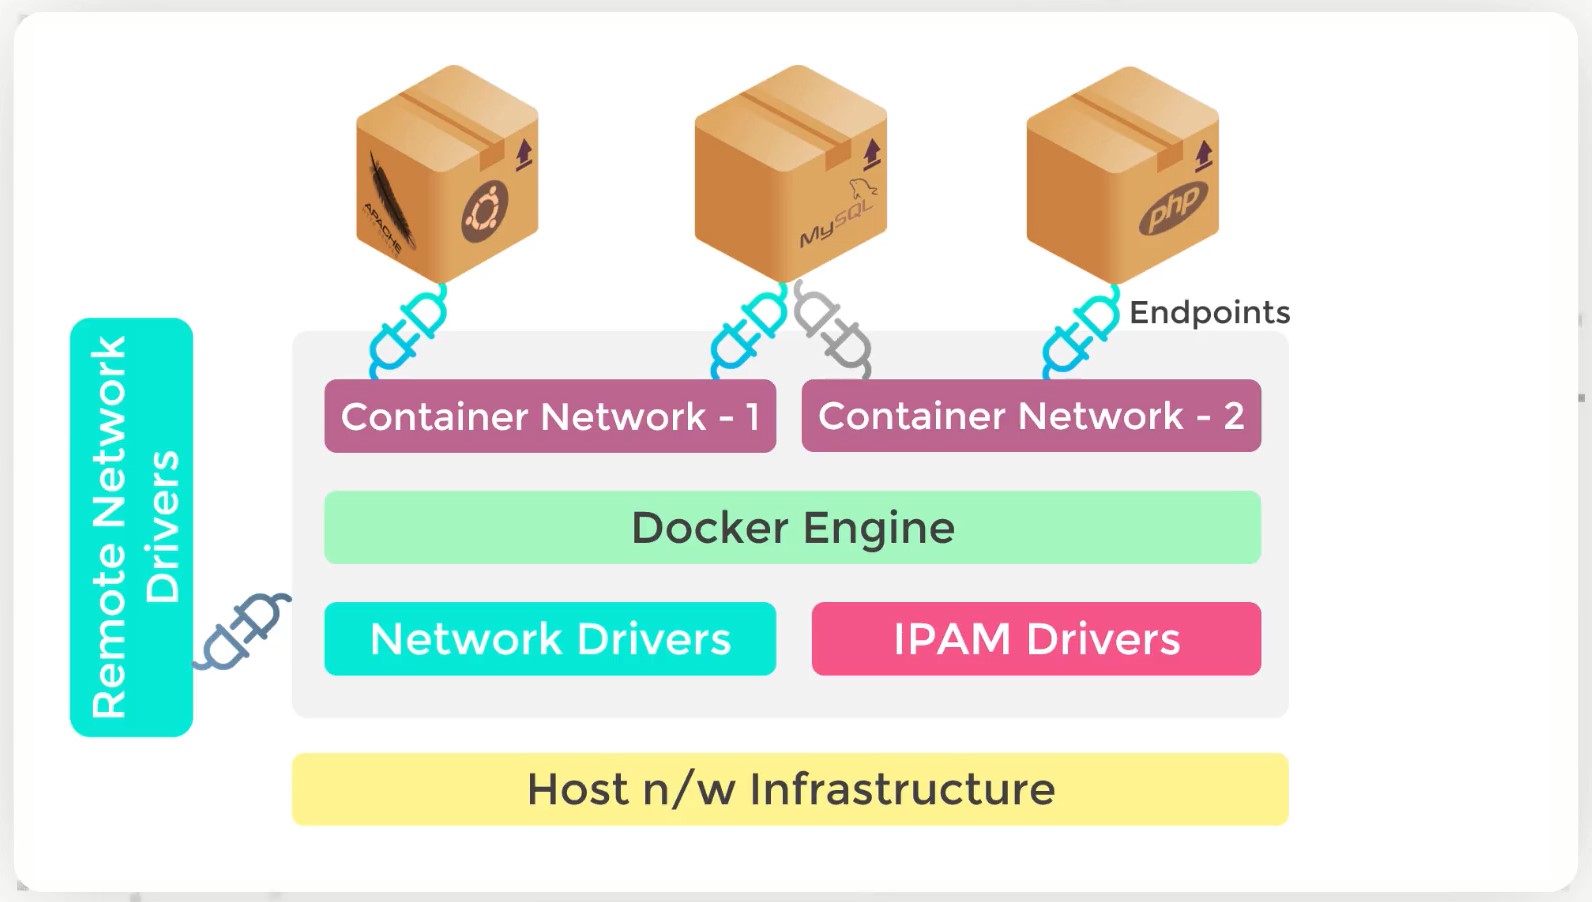 APACHE
MySQL
php
Endpoints
Remote Network
Drivers
Container Network - 1
Container Network - 2
Docker Engine
Network Drivers
IPAM Drivers
Host n/w Infrastructure